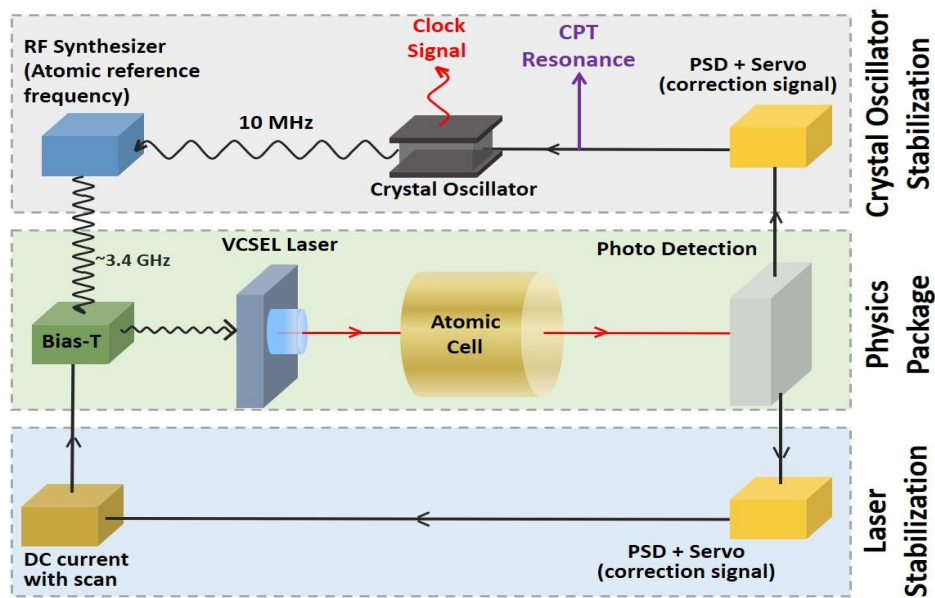 RF Synthesizer
(Atomic reference
frequency)
Clock
Signal
CPT
Resonance
PSD + Servo
(correction signal)
10 MHz
Crystal Oscillator
Crystal Oscillator
Stabilization
~3.4 GHz
VCSEL Laser
Photo Detection
Bias-T
Atomic
Cell
Physics
Package
DC current
with scan
PSD + Servo
(correction signal)
Laser
Stabilization